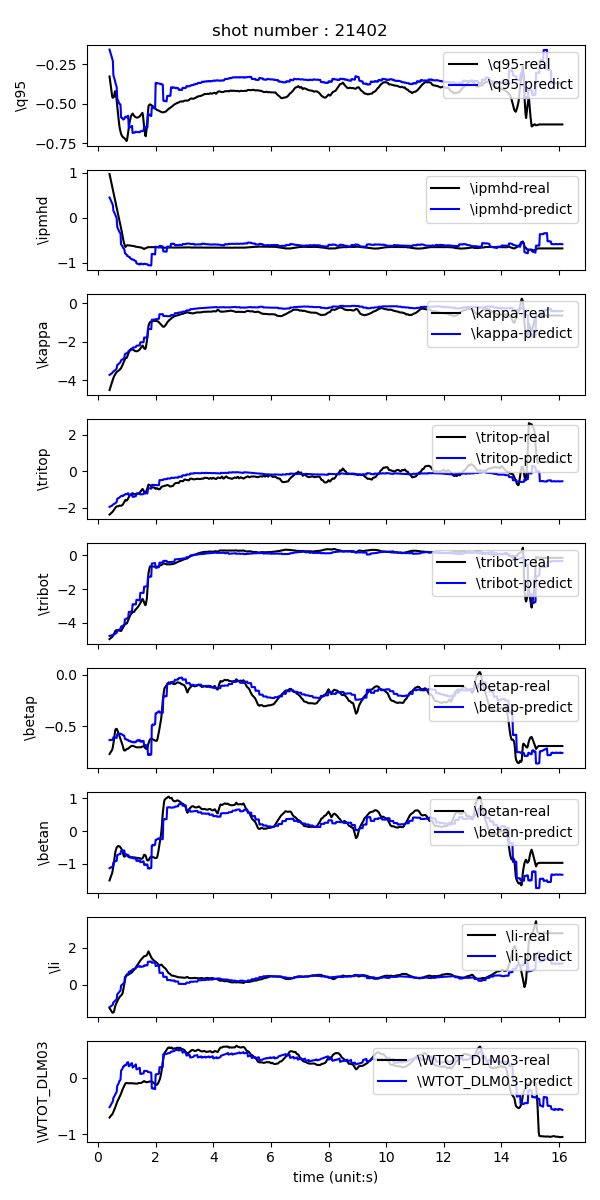 shot number : 21402
\q95
−0.25
−0.50
−0.75
\q95-real
\q95-predict
\ipmhd
1
0
−1
\ipmhd-real
\ipmhd-predict
\kappa
0
−2
−4
\kappa-real
\kappa-predict
\tritop
2
0
−2
\tritop-real
\tritop-predict
\tribot
0
−2
−4
\tribot-real
\tribot-predict
\betap
0.0
−0.5
\betap-real
\betap-predict
\betan
1
0
−1
\betan-real
\betan-predict
\li
2
0
\li-real
\li-predict
\WTOT_DLM03
0
−1
\WTOT_DLM03-real
\WTOT_DLM03-predict
0 2 4 6 8 10 12 14 16
time (unit:s)